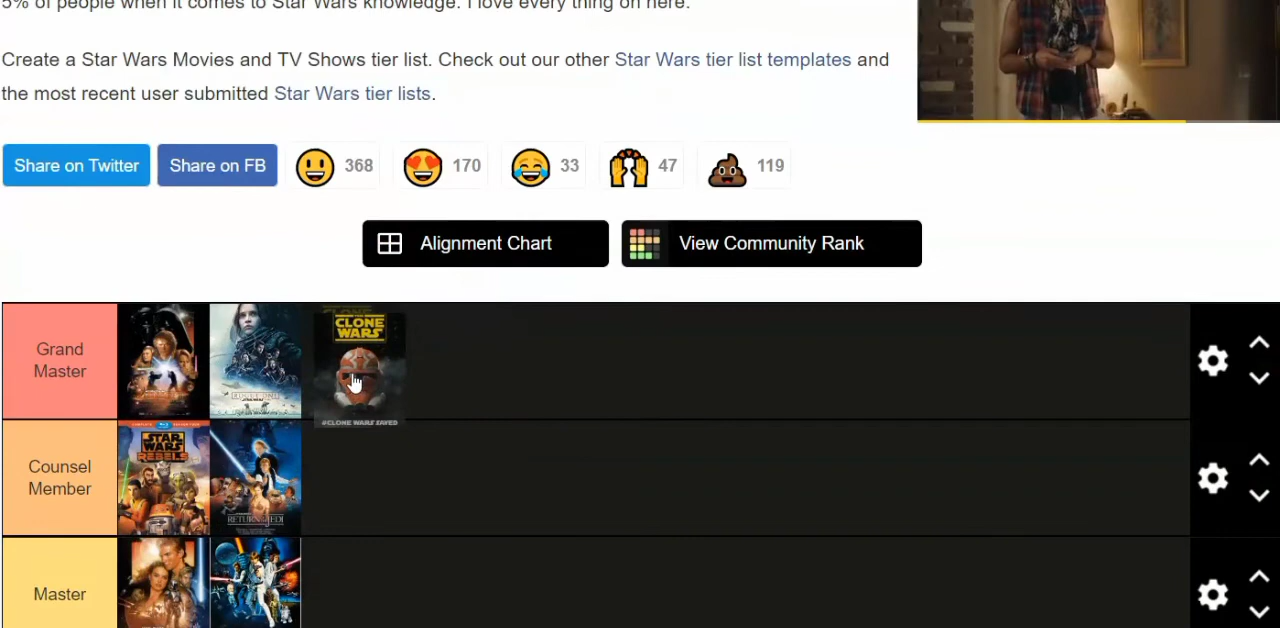 5% of people when it comes to Star Wars knowledge. I love every thing on here.
Create a Star Wars Movies and TV Shows tier list. Check out our other Star Wars tier list templates and
the most recent user submitted Star Wars tier lists.
Share on Twitter
Share on FB
368
170
33
47
119
Alignment Chart
View Community Rank
Grand
Master
CLONE
WARS
#CLONE WARS SAVED
Counsel
Member
STAR
WARS
REBELS
RETURN OF THE JEDI
Master